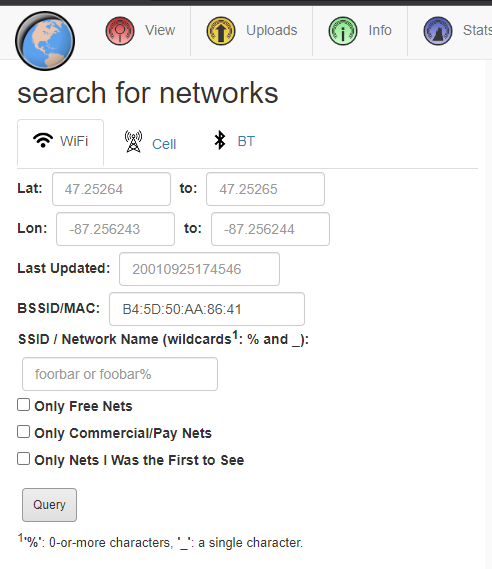 View Uploads Info Stats
search for networks
WiFi Cell BT
Lat: 47.25264 to: 47.25265
Lon: -87.256243 to: -87.256244
Last Updated: 20010925174546
BSSID/MAC: B4:5D:50:AA:86:41
SSID / Network Name (wildcards1: % and _):
foorbar or foobar%
Only Free Nets
Only Commercial/Pay Nets
Only Nets I Was the First to See
Query
1'%': 0-or-more characters, '_': a single character.